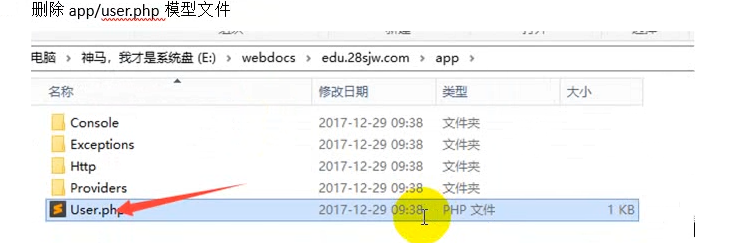 删除 app/user.php 模型文件
电脑 > 神马，我才是系统盘 (E:) > webdocs > edu.28sjw.com > app >
名称 修改日期 类型 大小
Console 2017-12-29 09:38 文件夹
Exceptions 2017-12-29 09:38 文件夹
Http 2017-12-29 09:38 文件夹
Providers 2017-12-29 09:38 文件夹
User.php 2017-12-29 09:38 PHP 文件 1 KB